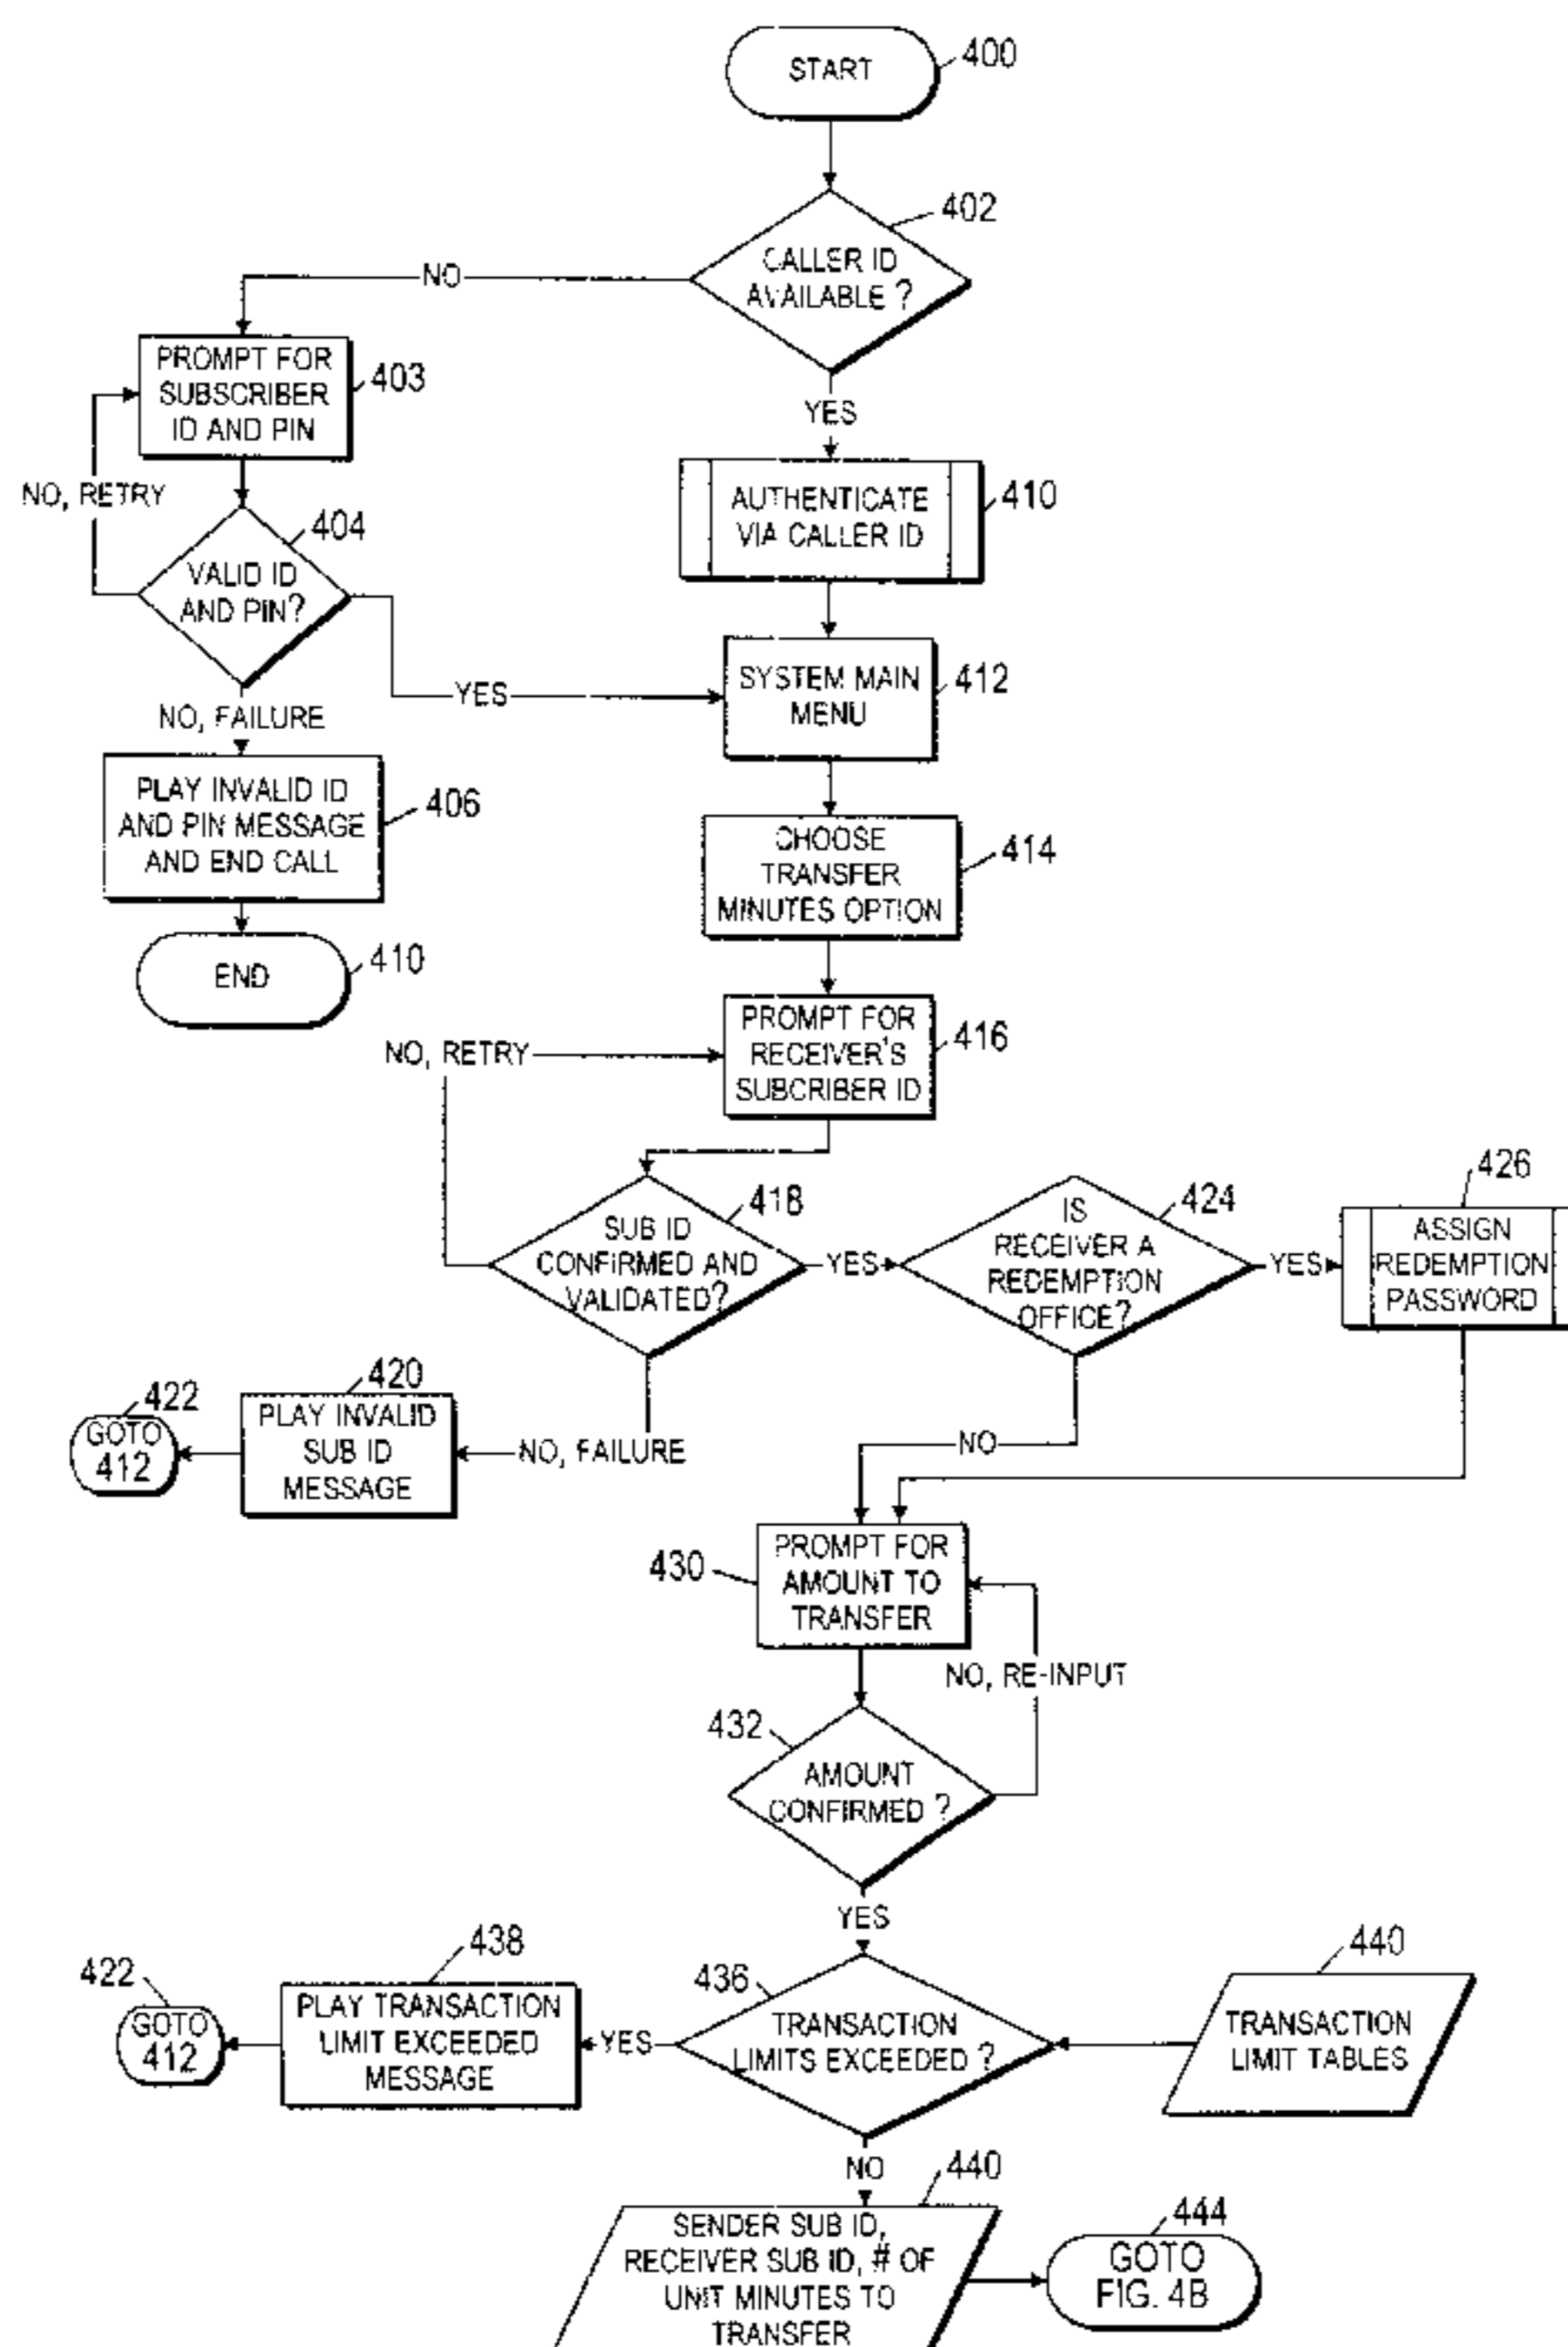 START
400
402
CALLER ID
AVAILABLE ?
NO
PROMPT FOR
SUBSCRIBER
ID AND PIN
403
YES
NO, RETRY
AUTHENTICATE
VIA CALLER ID
410
404
VALID ID
AND PIN?
YES
SYSTEM MAIN
MENU
412
NO, FAILURE
PLAY INVALID ID
AND PIN MESSAGE
AND END CALL
406
CHOOSE
TRANSFER
MINUTES OPTION
414
END
410
NO, RETRY
PROMPT FOR
RECEIVER'S
SUBCRIBER ID
416
418
SUB ID
CONFIRMED AND
VALIDATED?
YES
424
IS
RECEIVER A
REDEMPTION
OFFICE?
YES
426
ASSIGN
REDEMPTION
PASSWORD
422
GOTO
412
420
PLAY INVALID
SUB ID
MESSAGE
NO, FAILURE
NO
430
PROMPT FOR
AMOUNT TO
TRANSFER
NO, RE-INPUT
432
AMOUNT
CONFIRMED ?
YES
422
GOTO
412
438
PLAY TRANSACTION
LIMIT EXCEEDED
MESSAGE
YES
436
TRANSACTION
LIMITS EXCEEDED ?
440
TRANSACTION
LIMIT TABLES
NO
440
SENDER SUB ID,
RECEIVER SUB ID, # OF
UNIT MINUTES TO
TRANSFER
444
GOTO
FIG. 4B